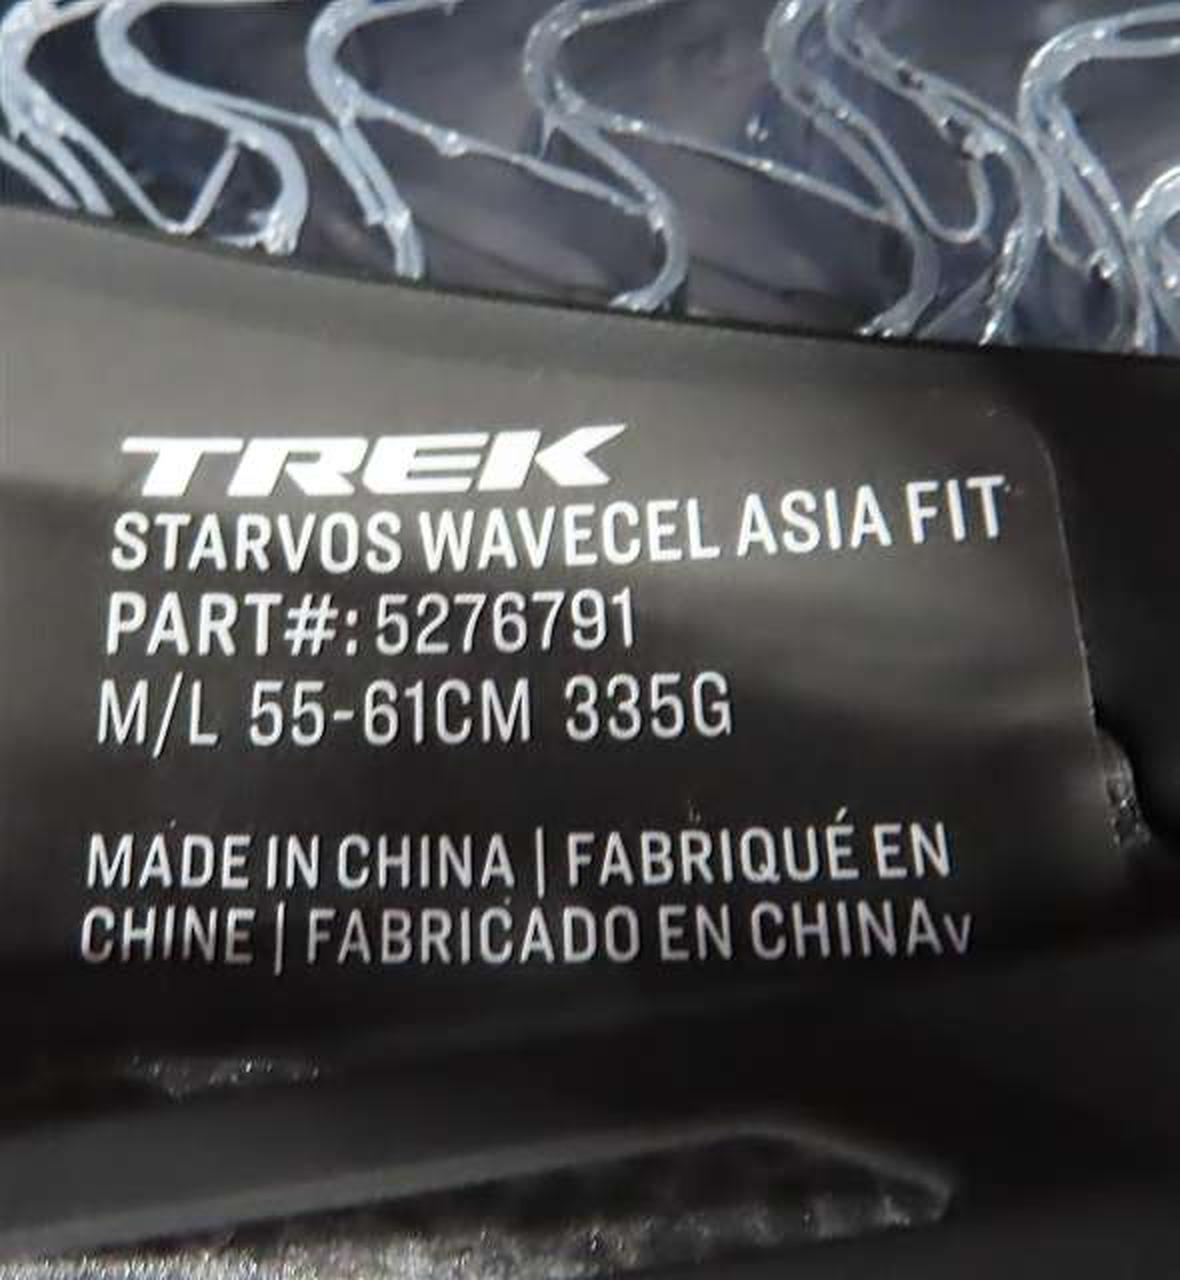 TREK
STARVOS WAVECEL ASIA FIT
PART#: 5276791
M/L 55-61CM 335G
MADE IN CHINA | FABRIQUÉ EN
CHINE | FABRICADO EN CHINAv